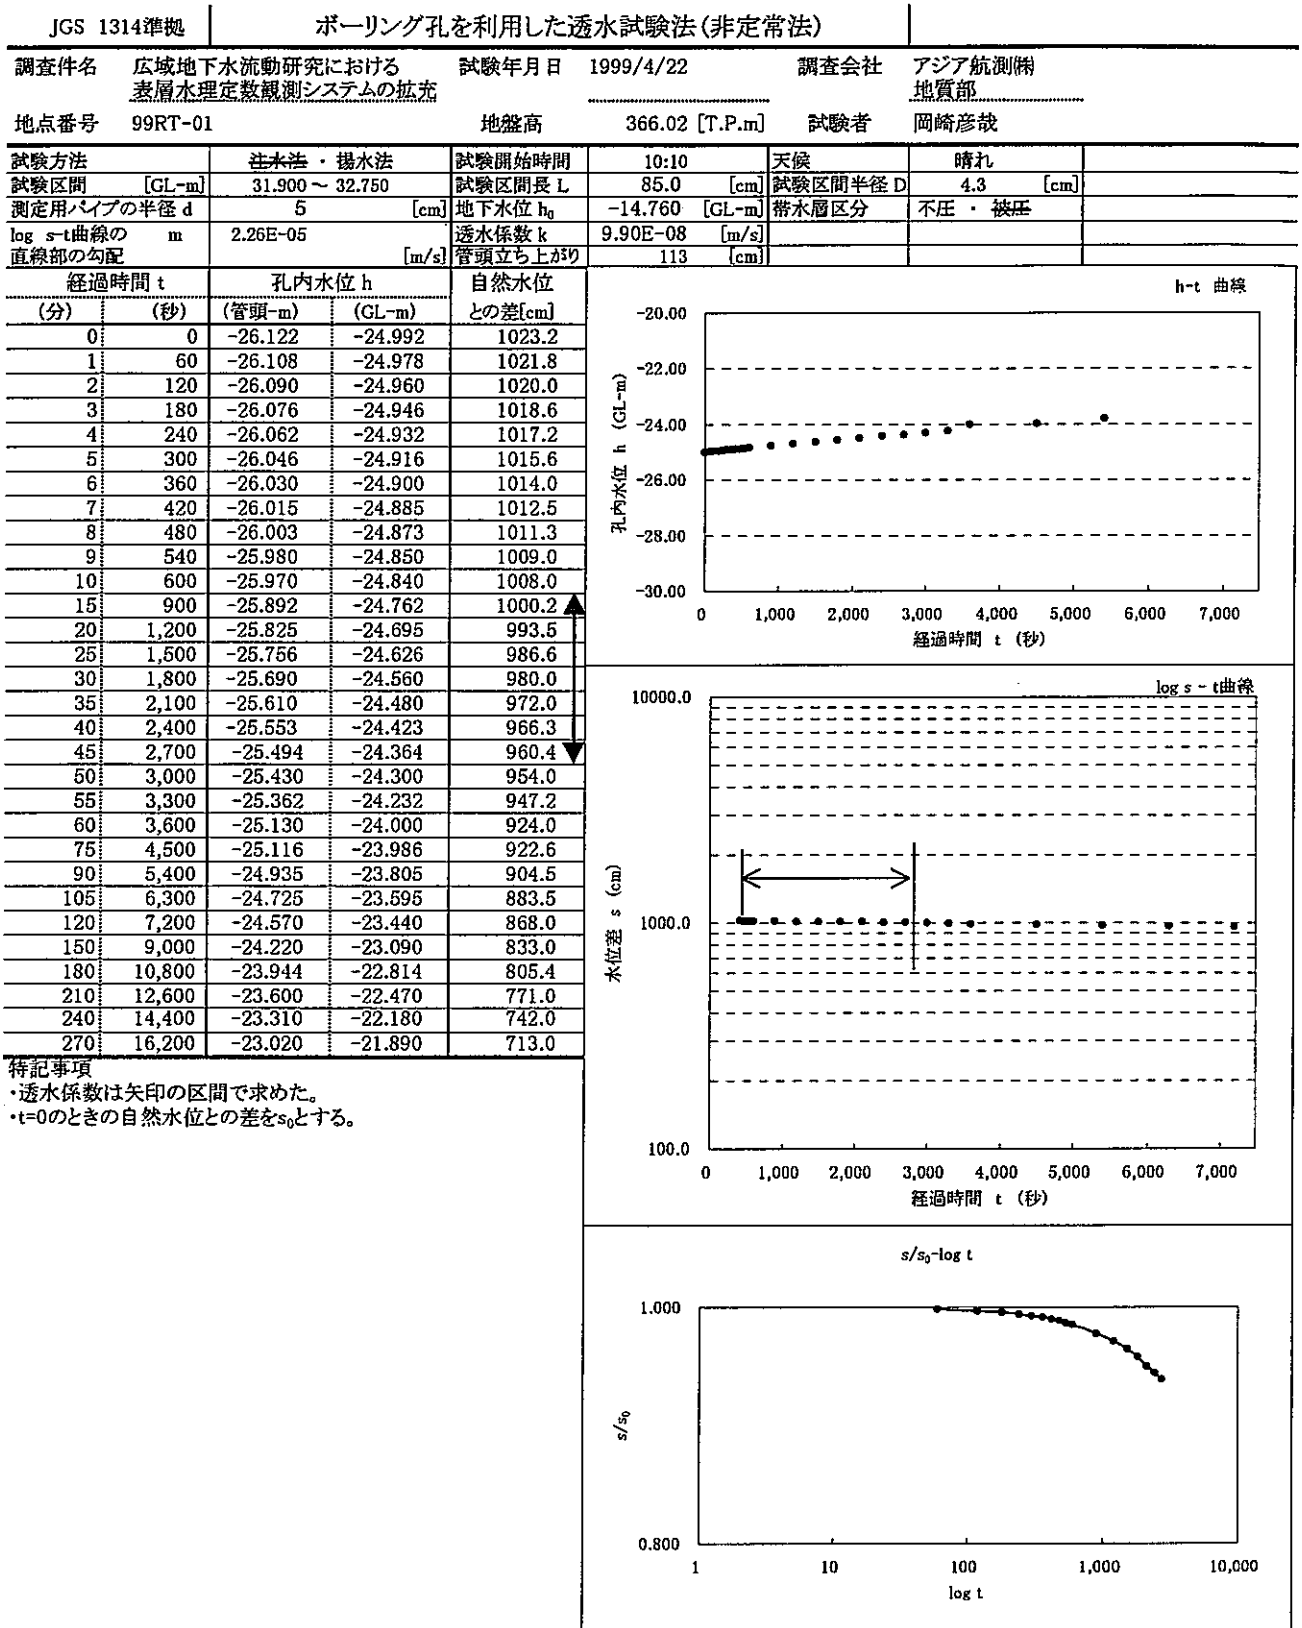 JGS 1314準拠 ボーリング孔を利用した透水試験法(非定常法)
調査件名 広域地下水流動研究における 試験年月日 1999/4/22 調査会社 アジア航測㈱
表層水理定数観測システムの拡充 地質部
地点番号 99RT-01 地盤高 366.02 [T.P.m] 試験者 岡崎彦哉
試験方法 注水法 ・ 揚水法 試験開始時間 10:10 天候 晴れ
試験区間 [GL-m] 31.900 ~ 32.750 試験区間長 L 85.0 [cm] 試験区間半径 D 4.3 [cm]
測定用パイプの半径 d 5 [cm] 地下水位 h0 -14.760 [GL-m] 帯水層区分 不圧 ・ 被圧
log s-t曲線の m 2.26E-05 透水係数 k 9.90E-08 [m/s]
直線部の勾配 [m/s] 管頭立ち上がり 113 [cm]
経過時間 t 孔内水位 h 自然水位
(分) (秒) (管頭-m) (GL-m) との差[cm]
0 0 -26.122 -24.992 1023.2
1 60 -26.108 -24.978 1021.8
2 120 -26.090 -24.960 1020.0
3 180 -26.076 -24.946 1018.6
4 240 -26.062 -24.932 1017.2
5 300 -26.046 -24.916 1015.6
6 360 -26.030 -24.900 1014.0
7 420 -26.015 -24.885 1012.5
8 480 -26.003 -24.873 1011.3
9 540 -25.980 -24.850 1009.0
10 600 -25.970 -24.840 1008.0
15 900 -25.892 -24.762 1000.2
20 1,200 -25.825 -24.695 993.5
25 1,500 -25.756 -24.626 986.6
30 1,800 -25.690 -24.560 980.0
35 2,100 -25.610 -24.480 972.0
40 2,400 -25.553 -24.423 966.3
45 2,700 -25.494 -24.364 960.4
50 3,000 -25.430 -24.300 954.0
55 3,300 -25.362 -24.232 947.2
60 3,600 -25.130 -24.000 924.0
75 4,500 -25.116 -23.986 922.6
90 5,400 -24.935 -23.805 904.5
105 6,300 -24.725 -23.595 883.5
120 7,200 -24.570 -23.440 868.0
150 9,000 -24.220 -23.090 833.0
180 10,800 -23.944 -22.814 805.4
210 12,600 -23.600 -22.470 771.0
240 14,400 -23.310 -22.180 742.0
270 16,200 -23.020 -21.890 713.0
特記事項
・透水係数は矢印の区間で求めた。
・t=0のときの自然水位との差をs0とする。
h-t 曲線
孔内水位 h (GL-m)
-20.00
-22.00
-24.00
-26.00
-28.00
-30.00
0 1,000 2,000 3,000 4,000 5,000 6,000 7,000
経過時間 t (秒)
log s - t曲線
水位差 s (cm)
10000.0
1000.0
100.0
0 1,000 2,000 3,000 4,000 5,000 6,000 7,000
経過時間 t (秒)
s/s0-log t
s/s0
1.000
0.800
1 10 100 1,000 10,000
log t